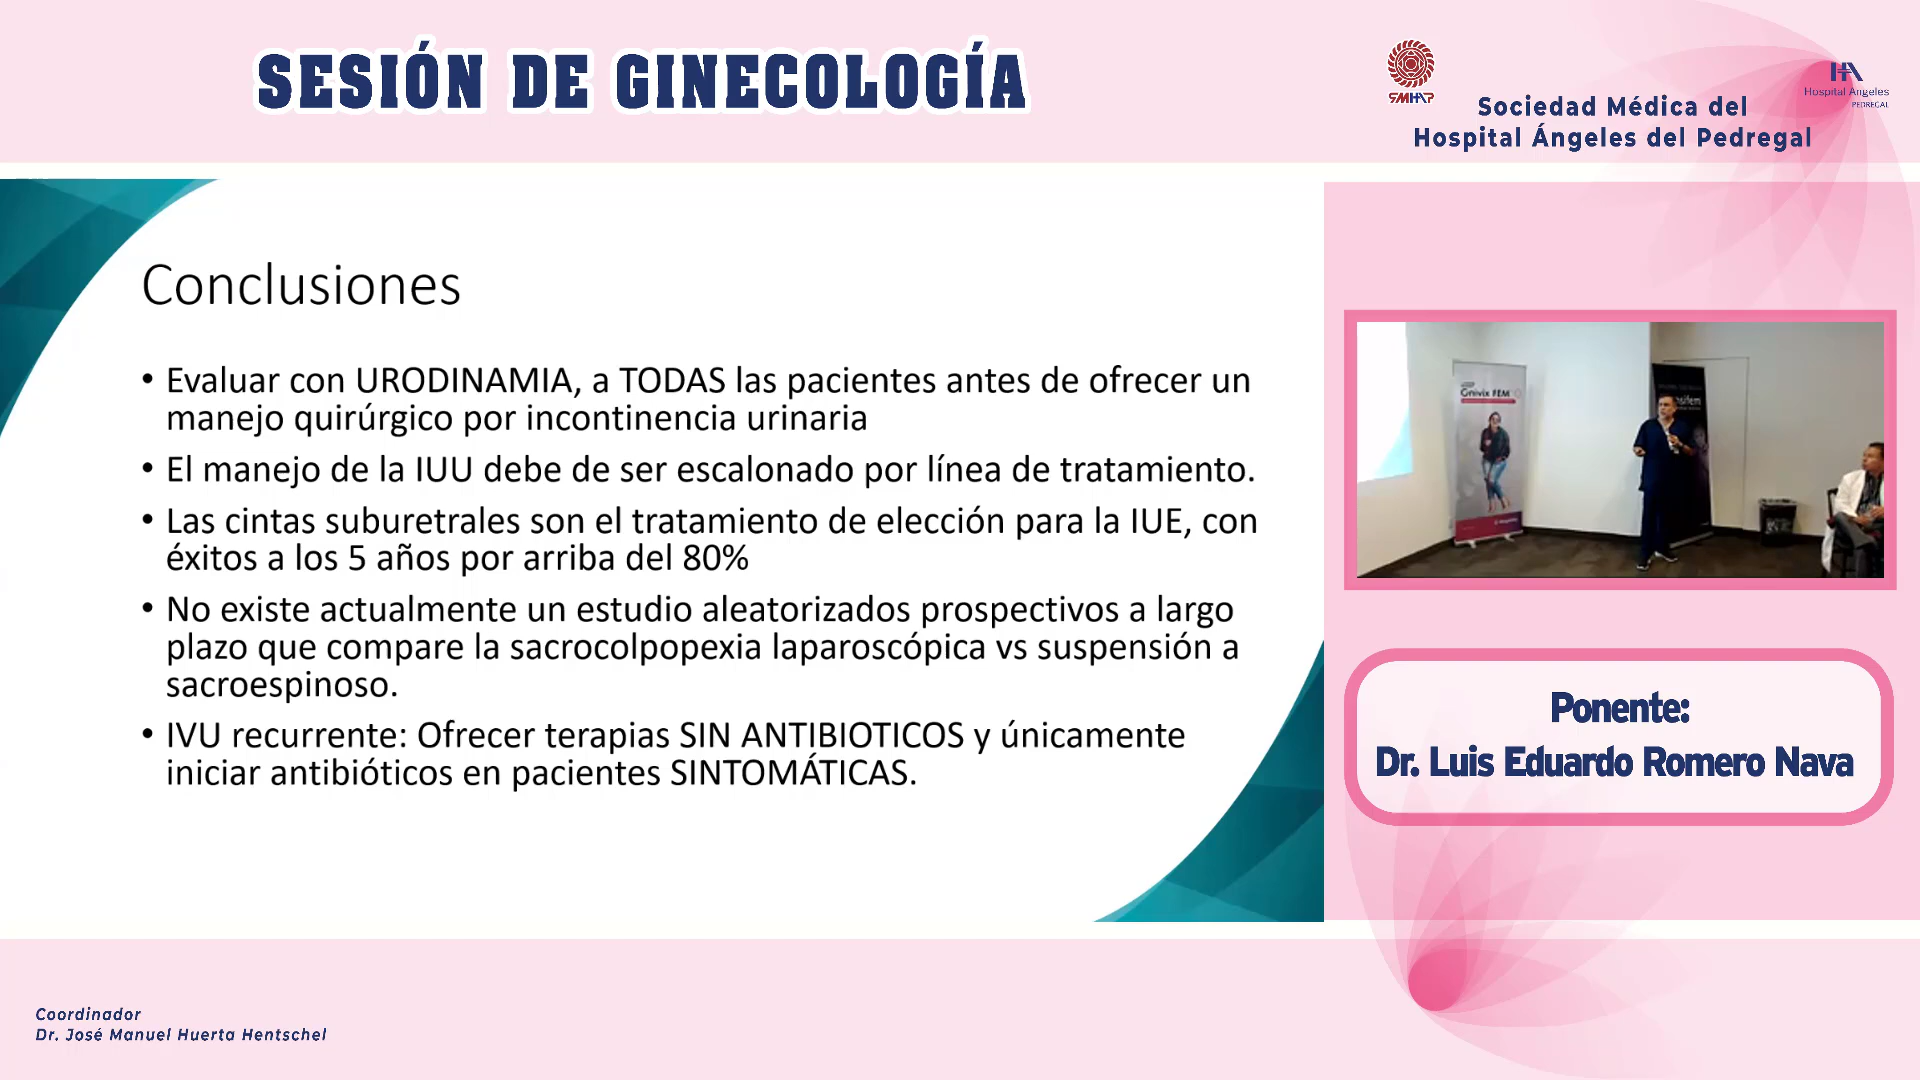 SESIÓN DE GINECOLOGÍA
SMHAP
Sociedad Médica del
Hospital Ángeles del Pedregal
HA
Hospital Angeles
PEDREGAL
Conclusiones
• Evaluar con URODINAMIA, a TODAS las pacientes antes de ofrecer un
manejo quirúrgico por incontinencia urinaria
• El manejo de la IUU debe de ser escalonado por línea de tratamiento.
• Las cintas suburetrales son el tratamiento de elección para la IUE, con
éxitos a los 5 años por arriba del 80%
• No existe actualmente un estudio aleatorizados prospectivos a largo
plazo que compare la sacrocolpopexia laparoscópica vs suspensión a
sacroespinoso.
• IVU recurrente: Ofrecer terapias SIN ANTIBIOTICOS y únicamente
iniciar antibióticos en pacientes SINTOMÁTICAS.
Gnivix FEM
Ponente:
Dr. Luis Eduardo Romero Nava
Coordinador
Dr. José Manuel Huerta Hentschel